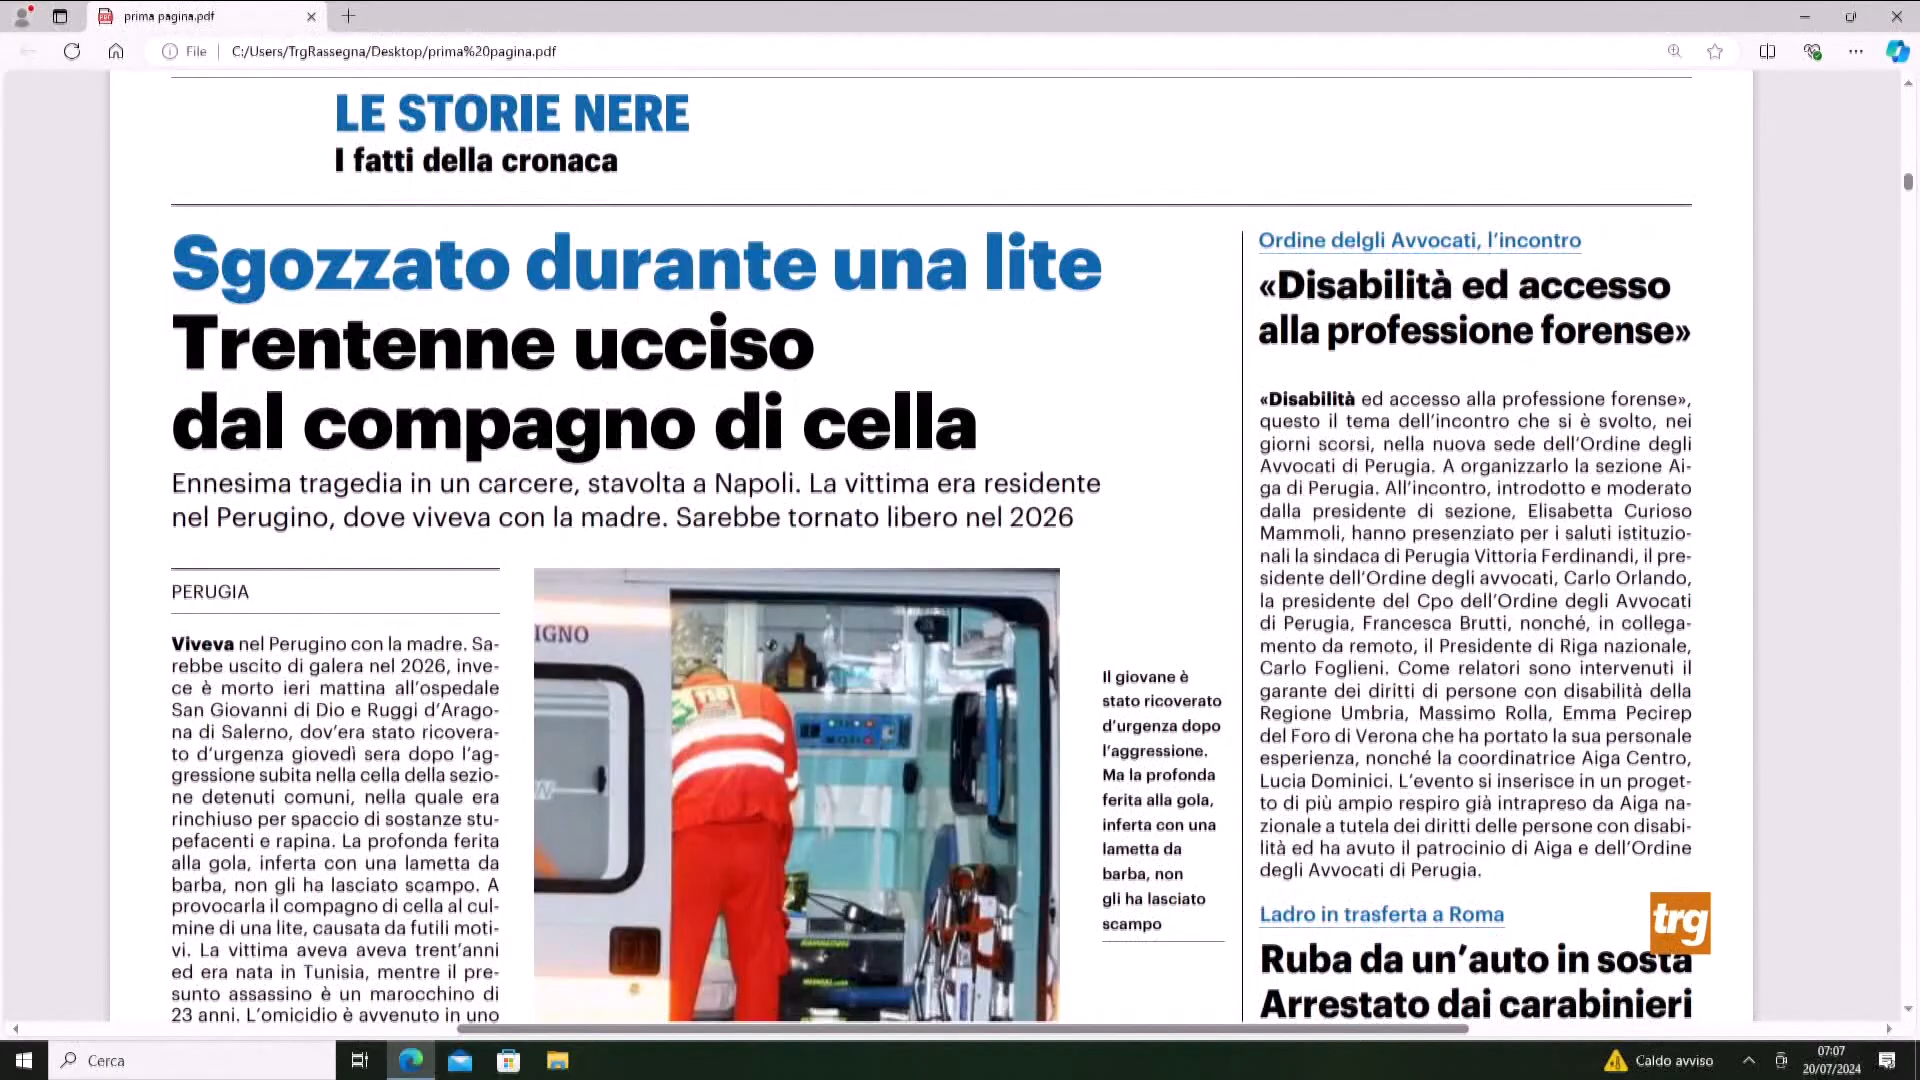 prima pagina.pdf
File
C:/Users/TrgRassegna/Desktop/prima%20pagina.pdf
LE STORIE NERE
I fatti della cronaca
Sgozzato durante una lite
Trentenne ucciso
dal compagno di cella
Ennesima tragedia in un carcere, stavolta a Napoli. La vittima era residente
nel Perugino, dove viveva con la madre. Sarebbe tornato libero nel 2026
PERUGIA
Viveva nel Perugino con la madre. Sa-
rebbe uscito di galera nel 2026, inve-
ce è morto ieri mattina all'ospedale
San Giovanni di Dio e Ruggi d'Arago-
na di Salerno, dov'era stato ricovera-
to d'urgenza giovedì sera dopo l'ag-
gressione subita nella cella della sezio-
ne detenuti comuni, nella quale era
rinchiuso per spaccio di sostanze stu-
pefacenti e rapina. La profonda ferita
alla gola, inferta con una lametta da
barba, non gli ha lasciato scampo. A
provocarla il compagno di cella al cul-
mine di una lite, causata da futili moti-
vi. La vittima aveva aveva trent'anni
ed era nata in Tunisia, mentre il pre-
sunto assassino è un marocchino di
23 anni. L'omicidio è avvenuto in uno
IGNO
118
Il giovane è
stato ricoverato
d'urgenza dopo
l'aggressione.
Ma la profonda
ferita alla gola,
inferta con una
lametta da
barba, non
gli ha lasciato
scampo
Ordine delgli Avvocati, l'incontro
«Disabilità ed accesso
alla professione forense»
«Disabilità ed accesso alla professione forense»,
questo il tema dell'incontro che si è svolto, nei
giorni scorsi, nella nuova sede dell'Ordine degli
Avvocati di Perugia. A organizzarlo la sezione Ai-
ga di Perugia. All'incontro, introdotto e moderato
dalla presidente di sezione, Elisabetta Curioso
Mammoli, hanno presenziato per i saluti istituzio-
nali la sindaca di Perugia Vittoria Ferdinandi, il pre-
sidente dell'Ordine degli avvocati, Carlo Orlando,
la presidente del Cpo dell'Ordine degli Avvocati
di Perugia, Francesca Brutti, nonché, in collega-
mento da remoto, il Presidente di Riga nazionale,
Carlo Foglieni. Come relatori sono intervenuti il
garante dei diritti di persone con disabilità della
Regione Umbria, Massimo Rolla, Emma Pecirep
del Foro di Verona che ha portato la sua personale
esperienza, nonché la coordinatrice Aiga Centro,
Lucia Dominici. L'evento si inserisce in un proget-
to di più ampio respiro già intrapreso da Aiga na-
zionale a tutela dei diritti delle persone con disabi-
lità ed ha avuto il patrocinio di Aiga e dell'Ordine
degli Avvocati di Perugia.
Ladro in trasferta a Roma
Ruba da un'auto in sosta
Arrestato dai carabinieri
trg
Cerca
Caldo avviso
07:07
20/07/2024